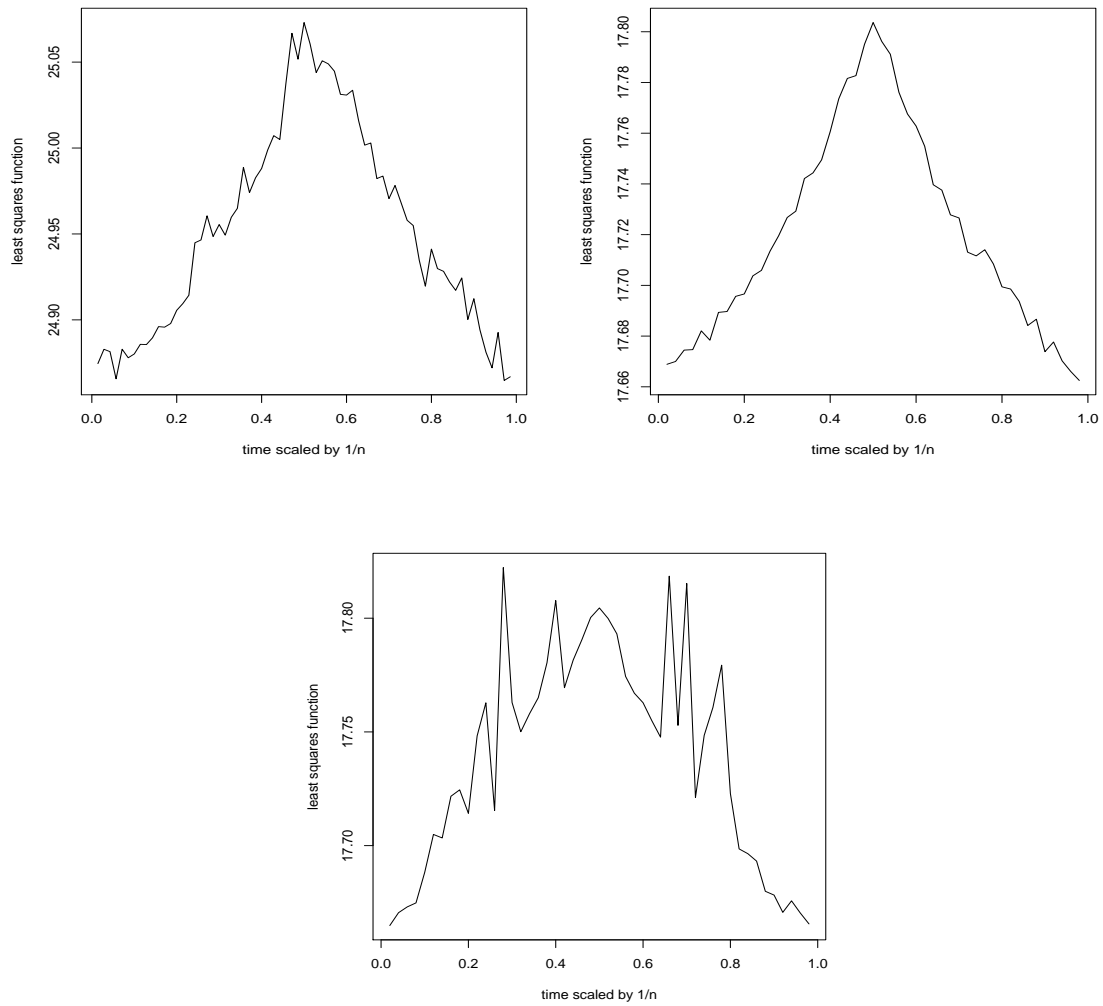 25.05
25.00
24.95
24.90
least squares function
0.0 0.2 0.4 0.6 0.8 1.0
time scaled by 1/n
17.80
17.78
17.76
17.74
17.72
17.70
17.68
17.66
least squares function
0.0 0.2 0.4 0.6 0.8 1.0
time scaled by 1/n
17.80
17.75
17.70
least squares function
0.0 0.2 0.4 0.6 0.8 1.0
time scaled by 1/n